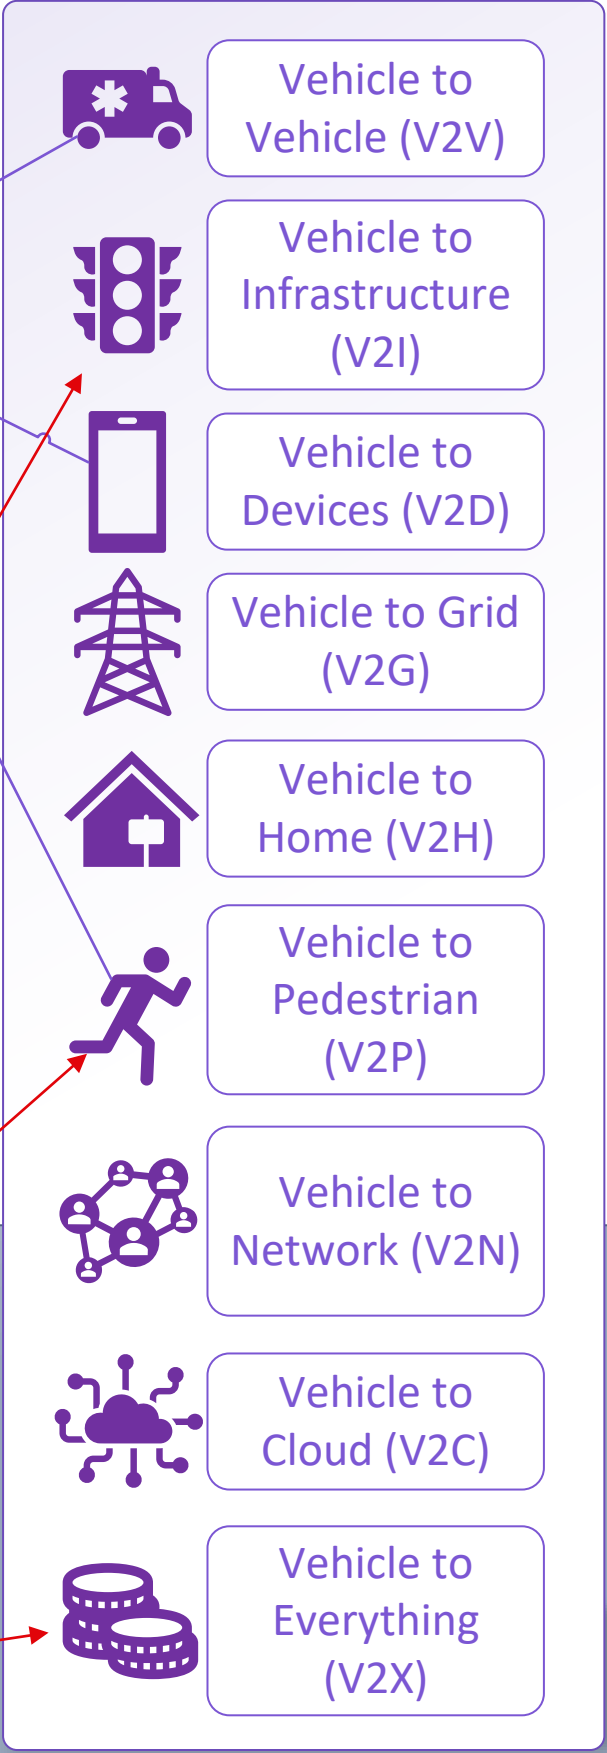 Vehicle to
Vehicle (V2V)
Vehicle to
Infrastructure
(V2I)
Vehicle to
Devices (V2D)
Vehicle to Grid
(V2G)
Vehicle to
Home (V2H)
Vehicle to
Pedestrian
(V2P)
Vehicle to
Network (V2N)
Vehicle to
Cloud (V2C)
Vehicle to
Everything
(V2X)